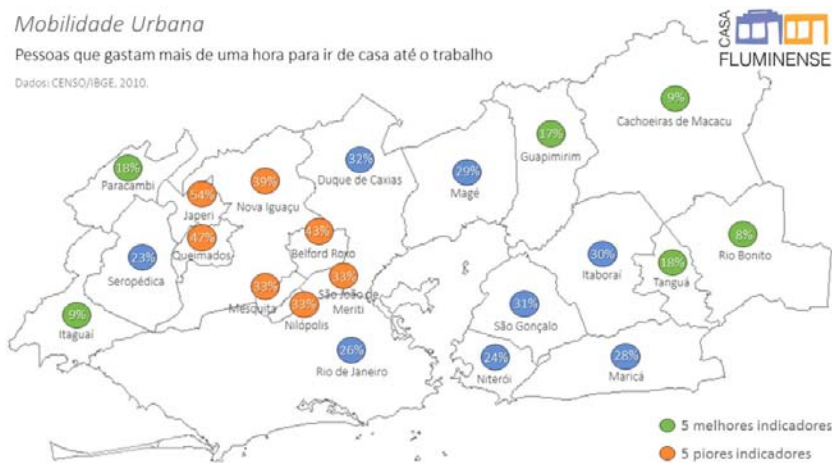 Mobilidade Urbana
Pessoas que gastam mais de uma hora para ir de casa até o trabalho
Dados: CENSO/IBGE, 2010.
CASA
FLUMINENSE
9%
Cachoeiras de Macacu
17%
Guapimirim
32%
Duque de Caxias
29%
Magé
18%
Paracambi
39%
Nova Iguaçu
54%
Japeri
47%
Queimados
43%
Belford Roxo
23%
Seropédica
33%
Mesquita
33%
Nilópolis
33%
São João de
Meriti
8%
Rio Bonito
30%
Itaboraí
18%
Tanguá
31%
São Gonçalo
9%
Itaguaí
26%
Rio de Janeiro
24%
Niterói
28%
Maricá
5 melhores indicadores
5 piores indicadores